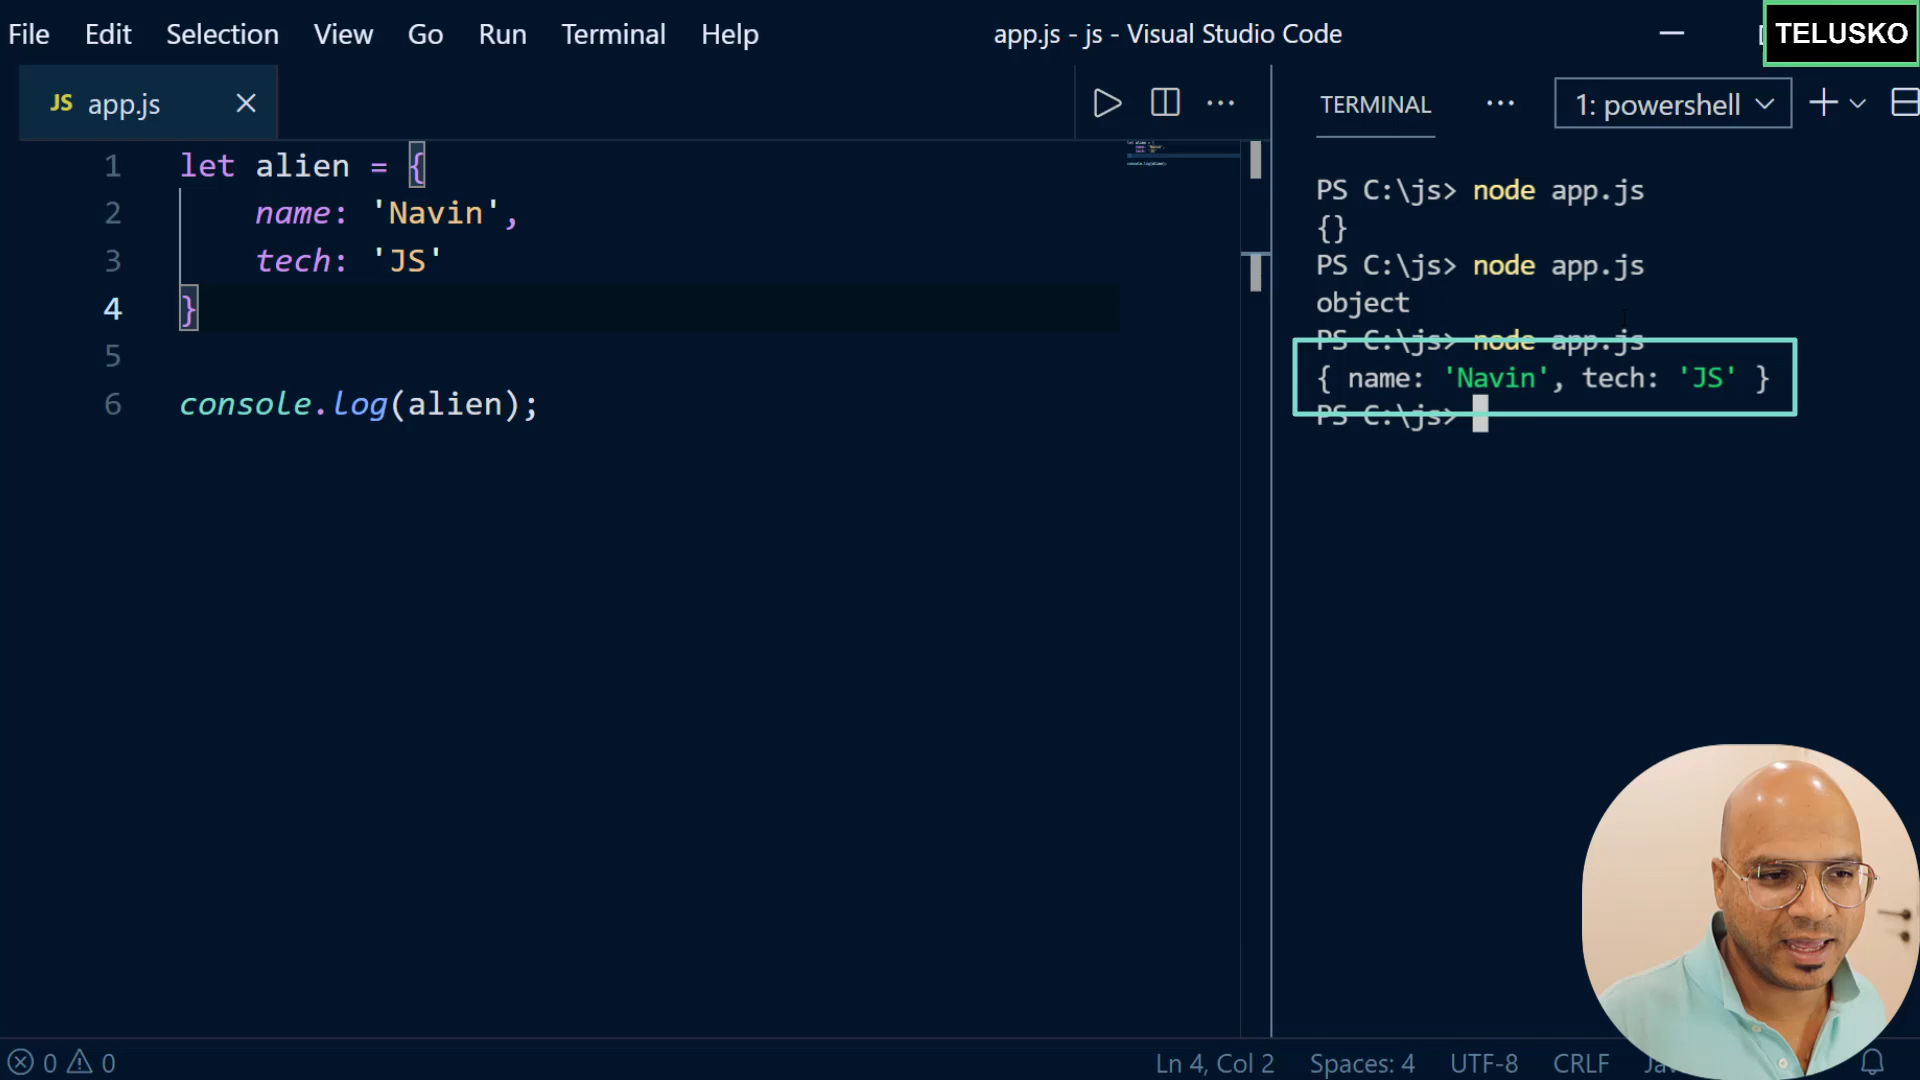 File Edit Selection View Go Run Terminal Help app.js - js - Visual Studio Code TELUSKO
JS app.js
1 let alien = {
2 name: 'Navin',
3 tech: 'JS'
4 }
5
6 console.log(alien);
TERMINAL 1: powershell
PS C:\js> node app.js
{}
PS C:\js> node app.js
object
PS C:\js> node app.js
{ name: 'Navin', tech: 'JS' }
PS C:\js>
0 0 Ln 4, Col 2 Spaces: 4 UTF-8 CRLF